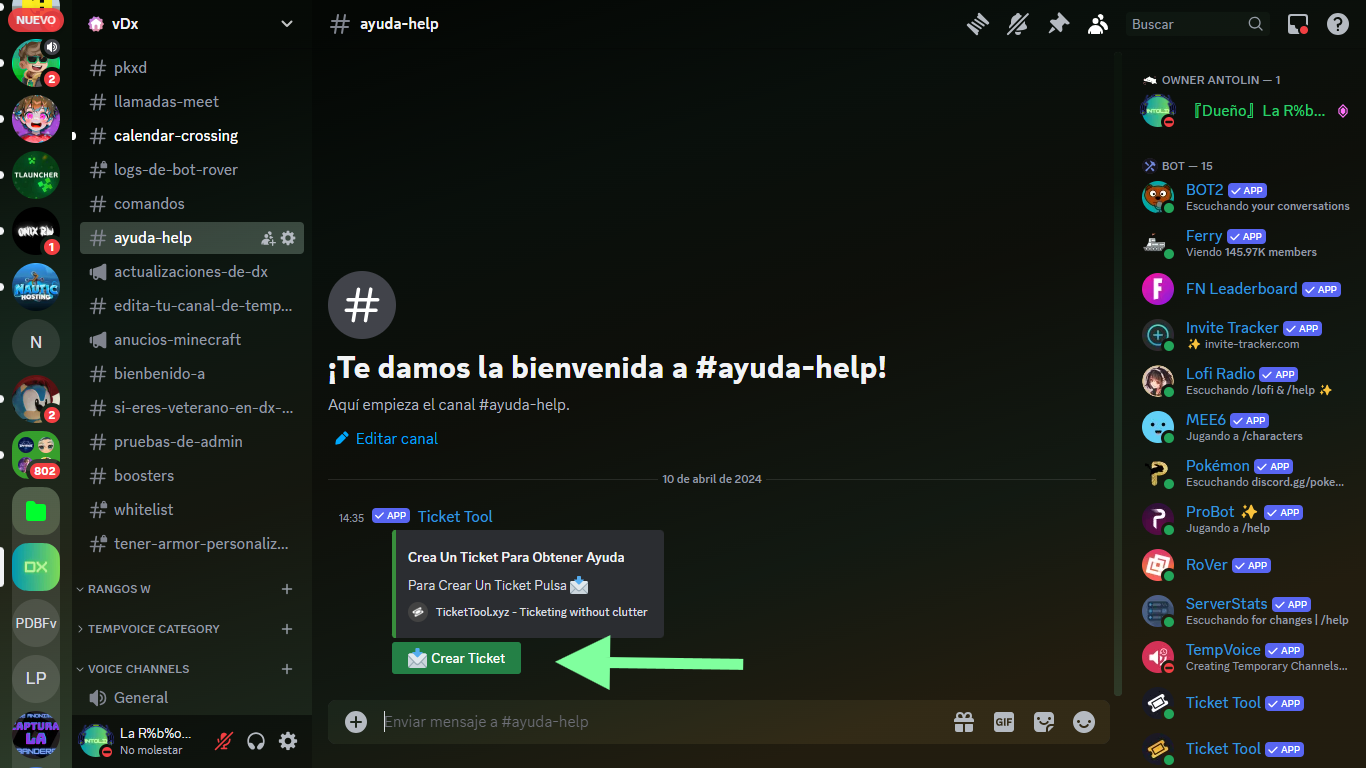 NUEVO
2
TLAUNCHER
ONIX RP
1
NAUTIC
HOSTING
N
2
802
DX
PDBFv
LP
CAPTURA
LA
BANDERA
vDx
pkxd
llamadas-meet
calendar-crossing
logs-de-bot-rover
comandos
ayuda-help
actualizaciones-de-dx
edita-tu-canal-de-temp...
anucios-minecraft
bienbenido-a
si-eres-veterano-en-dx-...
pruebas-de-admin
boosters
whitelist
tener-armor-personaliz...
RANGOS W
TEMPVOICE CATEGORY
VOICE CHANNELS
General
La R%b%o...
No molestar
# ayuda-help
Buscar
¡Te damos la bienvenida a #ayuda-help!
Aquí empieza el canal #ayuda-help.
Editar canal
10 de abril de 2024
14:35 APP Ticket Tool
Crea Un Ticket Para Obtener Ayuda
Para Crear Un Ticket Pulsa 📩
TicketTool.xyz - Ticketing without clutter
📩 Crear Ticket
Enviar mensaje a #ayuda-help
GIF
OWNER ANTOLIN — 1
『Dueño』La R%b...
BOT — 15
BOT2 APP
Escuchando your conversations
Ferry APP
Viendo 145.97K members
FN Leaderboard APP
Invite Tracker APP
✨ invite-tracker.com
Lofi Radio APP
Escuchando /lofi & /help ✨
MEE6 APP
Jugando a /characters
Pokémon APP
Escuchando discord.gg/poke...
ProBot ✨ APP
Jugando a /help
RoVer APP
ServerStats APP
Escuchando for changes | /help
TempVoice APP
Creating Temporary Channels...
Ticket Tool APP
Ticket Tool APP